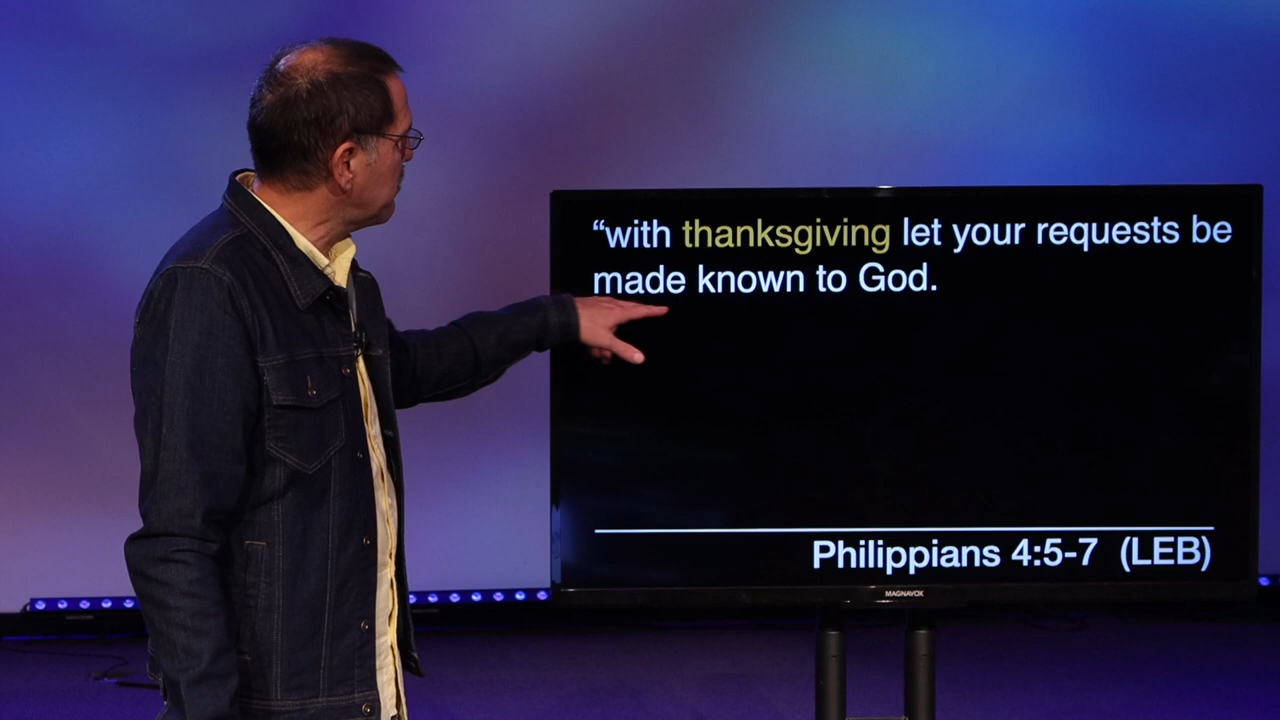 “with thanksgiving let your requests be
made known to God.
Philippians 4:5-7 (LEB)
MAGNAVOX